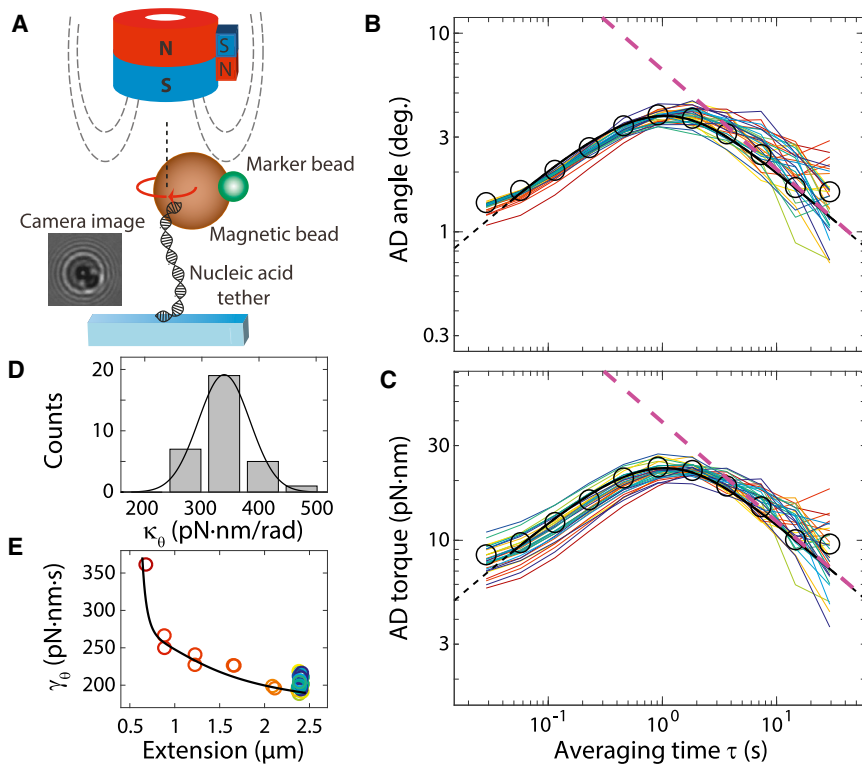 A
N
S
S
N
Marker bead
Camera image
Magnetic bead
Nucleic acid
tether
B
10
3
1
0.3
AD angle (deg.)
C
30
10
3
AD torque (pN·nm)
10⁻¹
10⁰
10¹
Averaging time τ (s)
D
20
10
0
Counts
200
300
400
500
κθ (pN·nm/rad)
E
350
300
250
200
γθ (pN·nm·s)
0.5
1
1.5
2
2.5
Extension (μm)